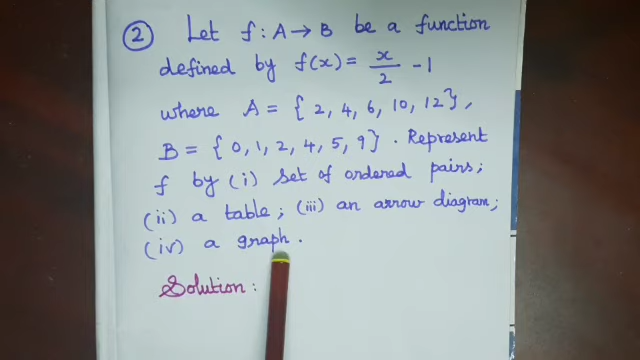 ② Let f : A → B be a function
defined by f(x) = x/2 - 1
where A = { 2, 4, 6, 10, 12 },
B = { 0, 1, 2, 4, 5, 9 } . Represent
f by (i) set of ordered pairs;
(ii) a table; (iii) an arrow diagram;
(iv) a graph.
Solution: